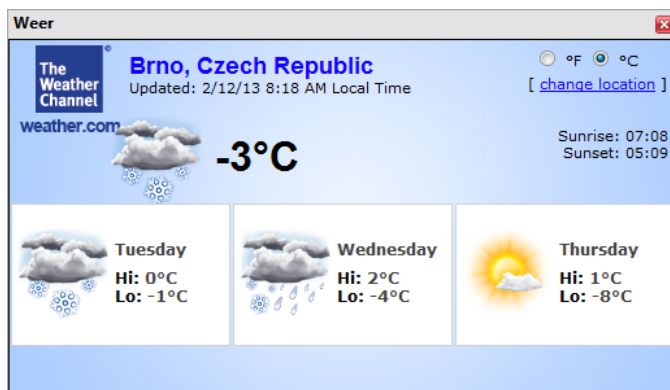 Weer
The
Weather
Channel
weather.com
Brno, Czech Republic
Updated: 2/12/13 8:18 AM Local Time
°F °C
[ change location ]
-3°C
Sunrise: 07:08
Sunset: 05:09
Tuesday
Hi: 0°C
Lo: -1°C
Wednesday
Hi: 2°C
Lo: -4°C
Thursday
Hi: 1°C
Lo: -8°C